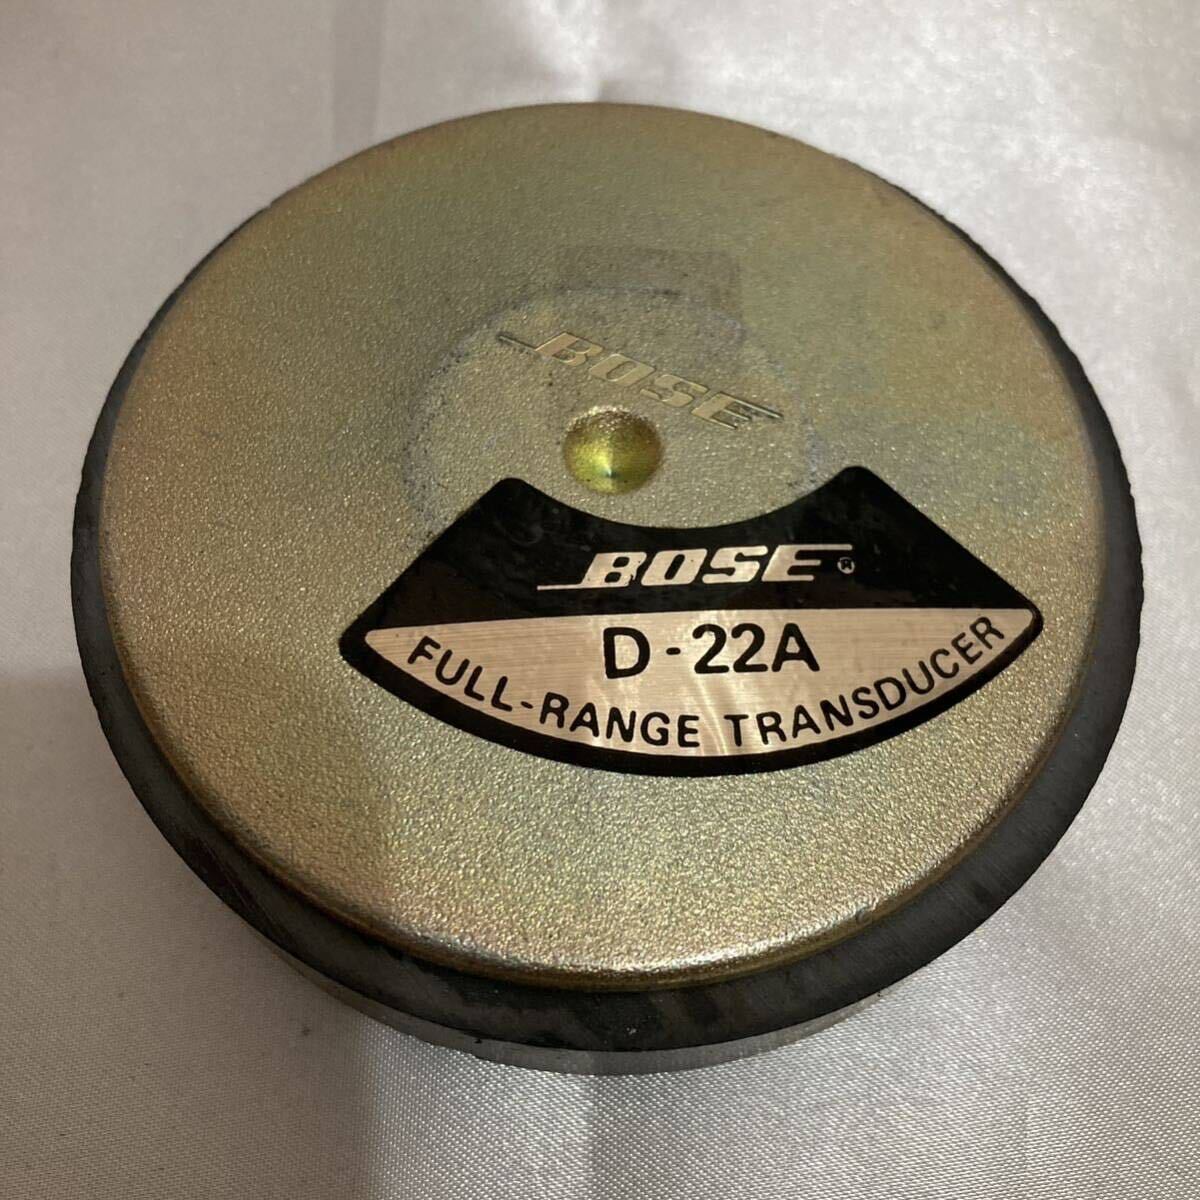 BOSE
BOSE®
D-22A
FULL-RANGE TRANSDUCER